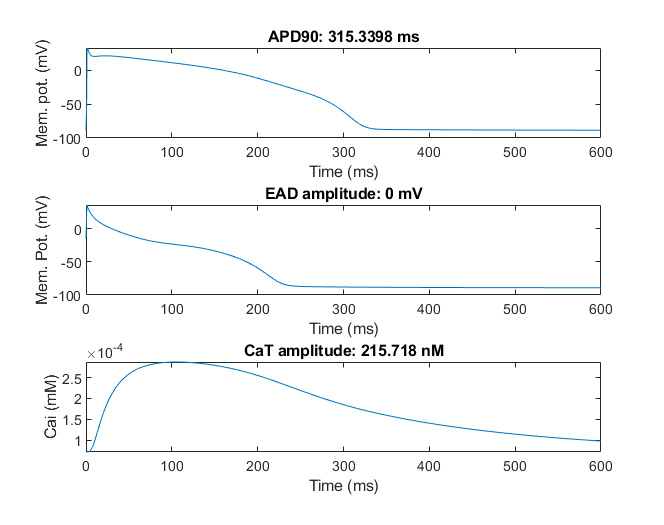 APD90: 315.3398 ms
Mem. pot. (mV)
0
-50
-100
0 100 200 300 400 500 600
Time (ms)
EAD amplitude: 0 mV
Mem. Pot. (mV)
0
-50
-100
0 100 200 300 400 500 600
Time (ms)
×10-4
CaT amplitude: 215.718 nM
Cai (mM)
2.5
2
1.5
1
0 100 200 300 400 500 600
Time (ms)